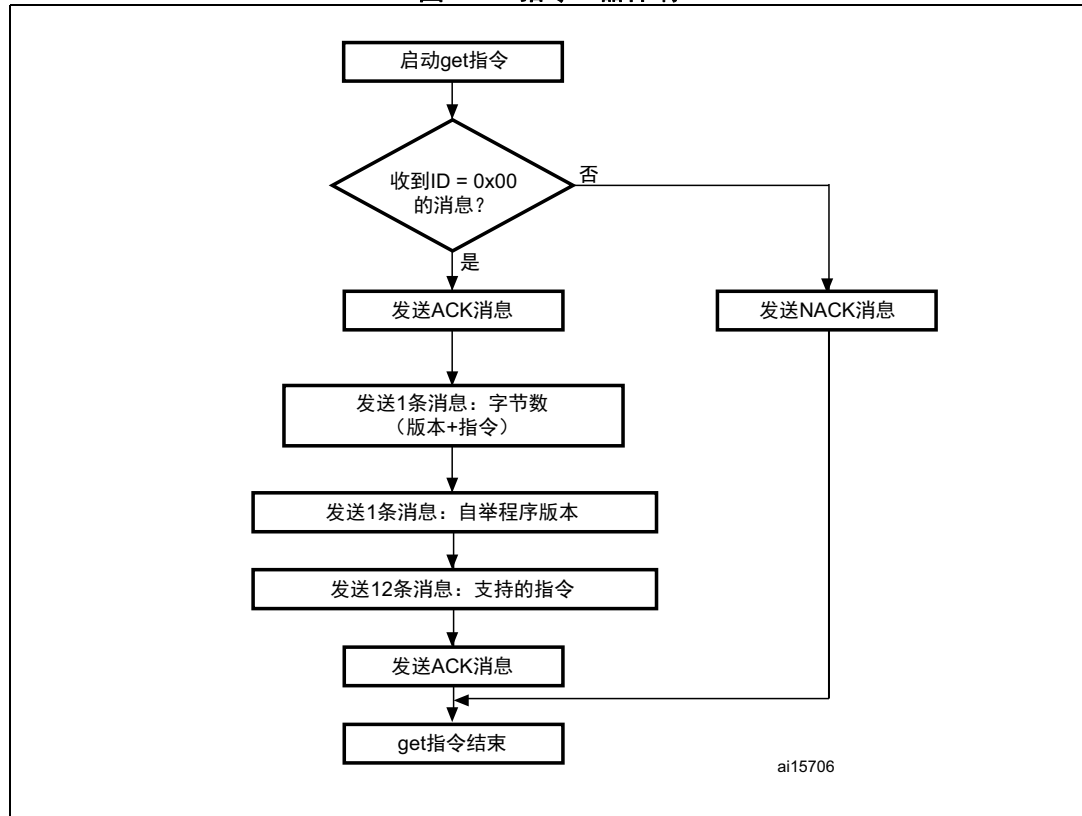 启动get指令
收到ID = 0x00
的消息?
否
是
发送ACK消息
发送NACK消息
发送1条消息：字节数
（版本+指令）
发送1条消息：自举程序版本
发送12条消息：支持的指令
发送ACK消息
get指令结束
ai15706